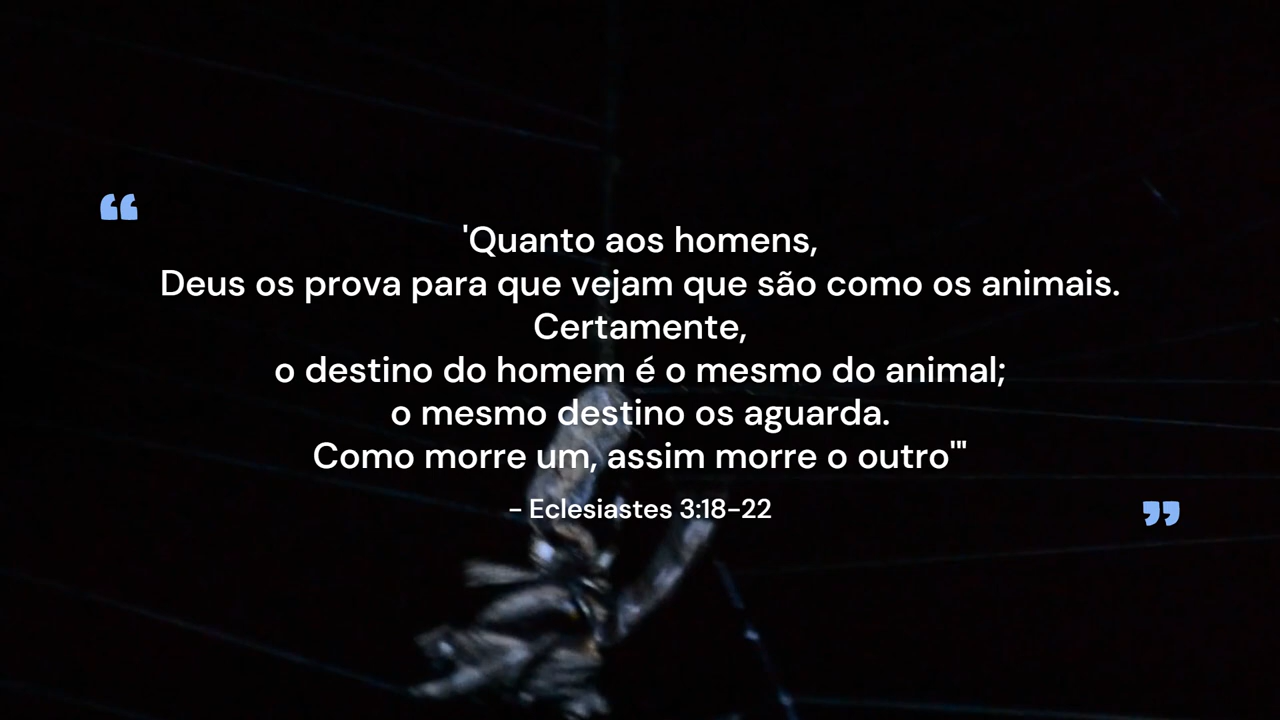 “
'Quanto aos homens,
Deus os prova para que vejam que são como os animais.
Certamente,
o destino do homem é o mesmo do animal;
o mesmo destino os aguarda.
Como morre um, assim morre o outro'"
- Eclesiastes 3:18-22
”